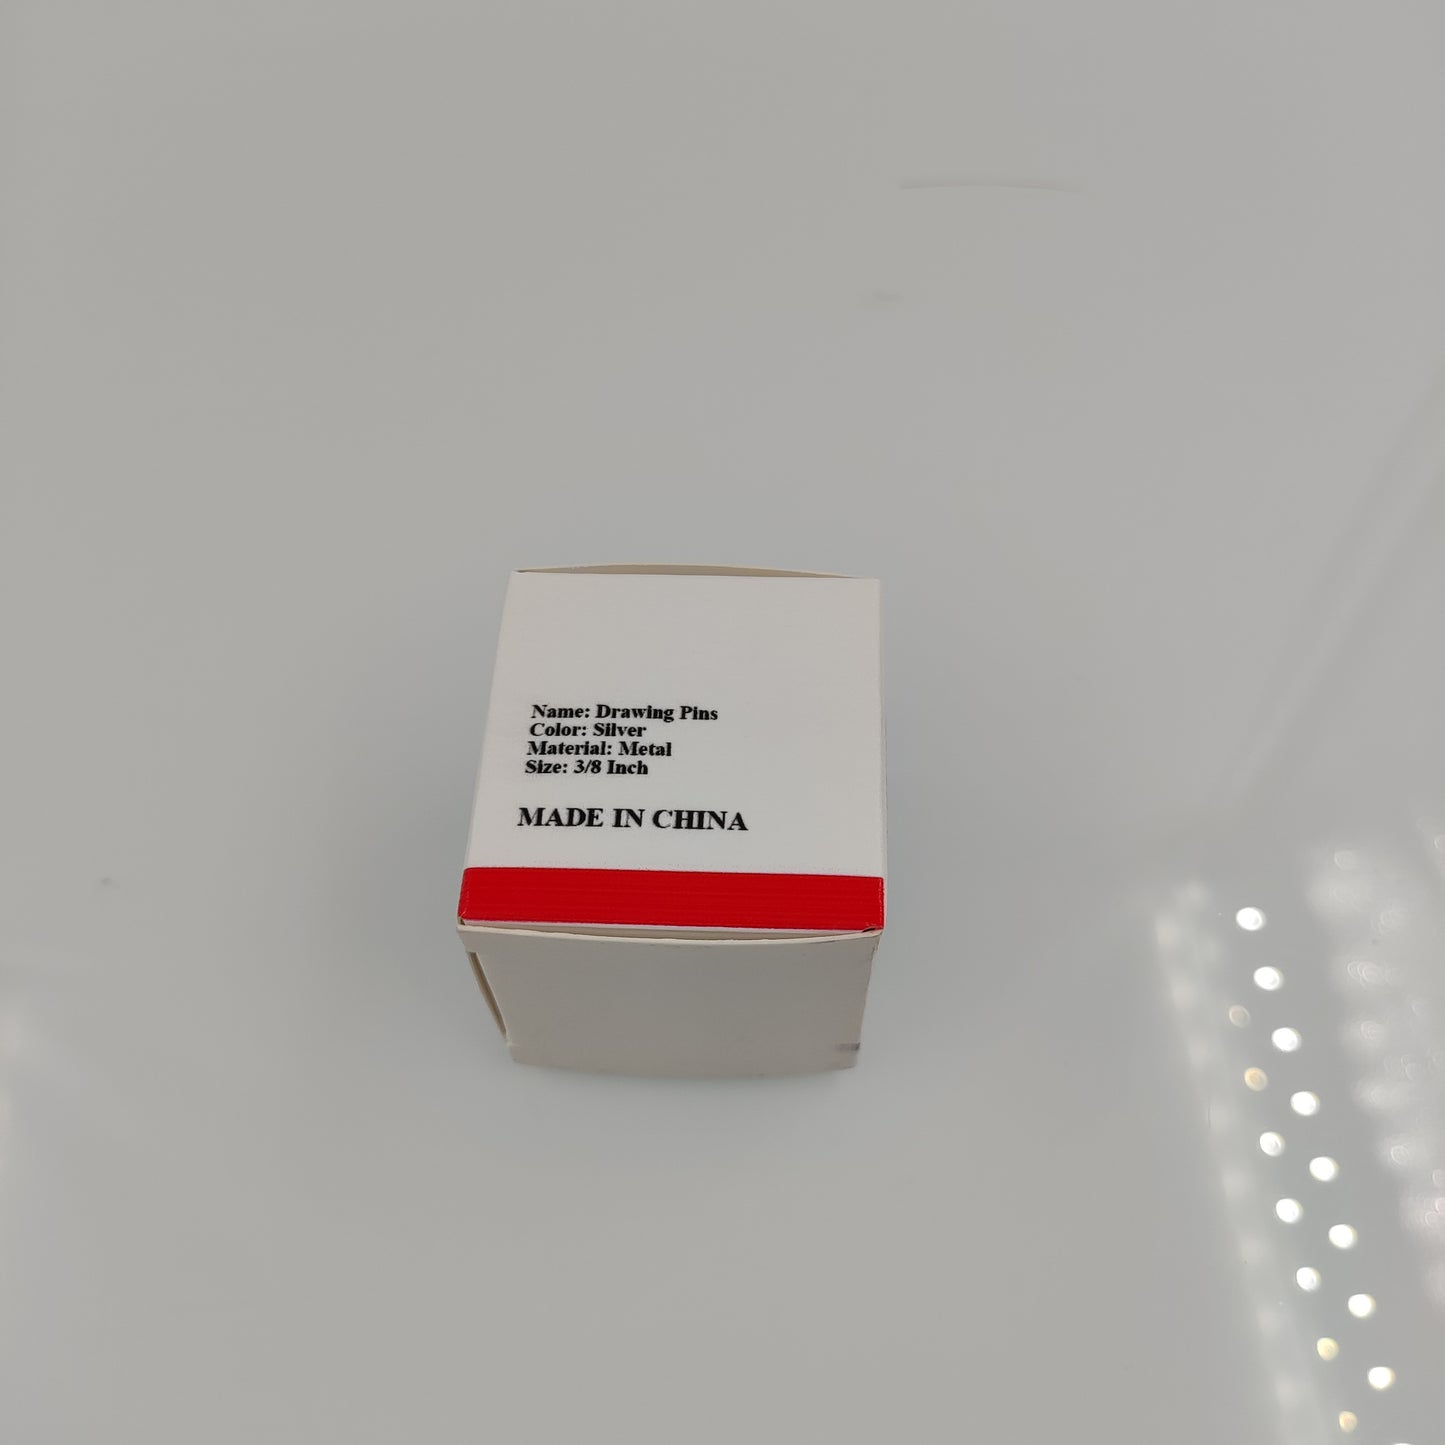 Name: Drawing Pins
Color: Silver
Material: Metal
Size: 3/8 Inch
MADE IN CHINA